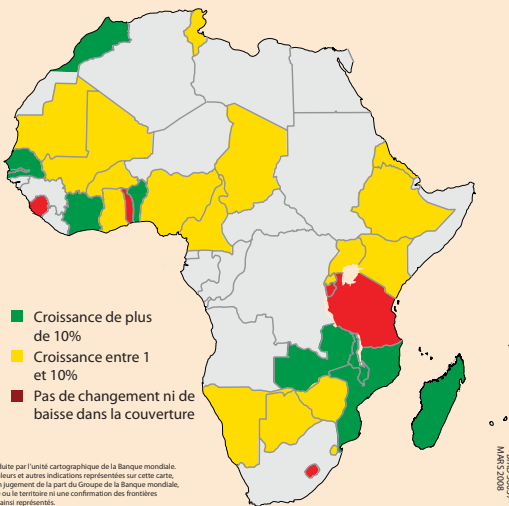 Croissance de plus
de 10%
Croissance entre 1
et 10%
Pas de changement ni de
baisse dans la couverture
duite par l'unité cartographique de la Banque mondiale.
leurs et autres indications représentées sur cette carte,
n jugement de la part du Groupe de la Banque mondiale,
ou le territoire ni une confirmation des frontières
ainsi représentés.
MARS 2008